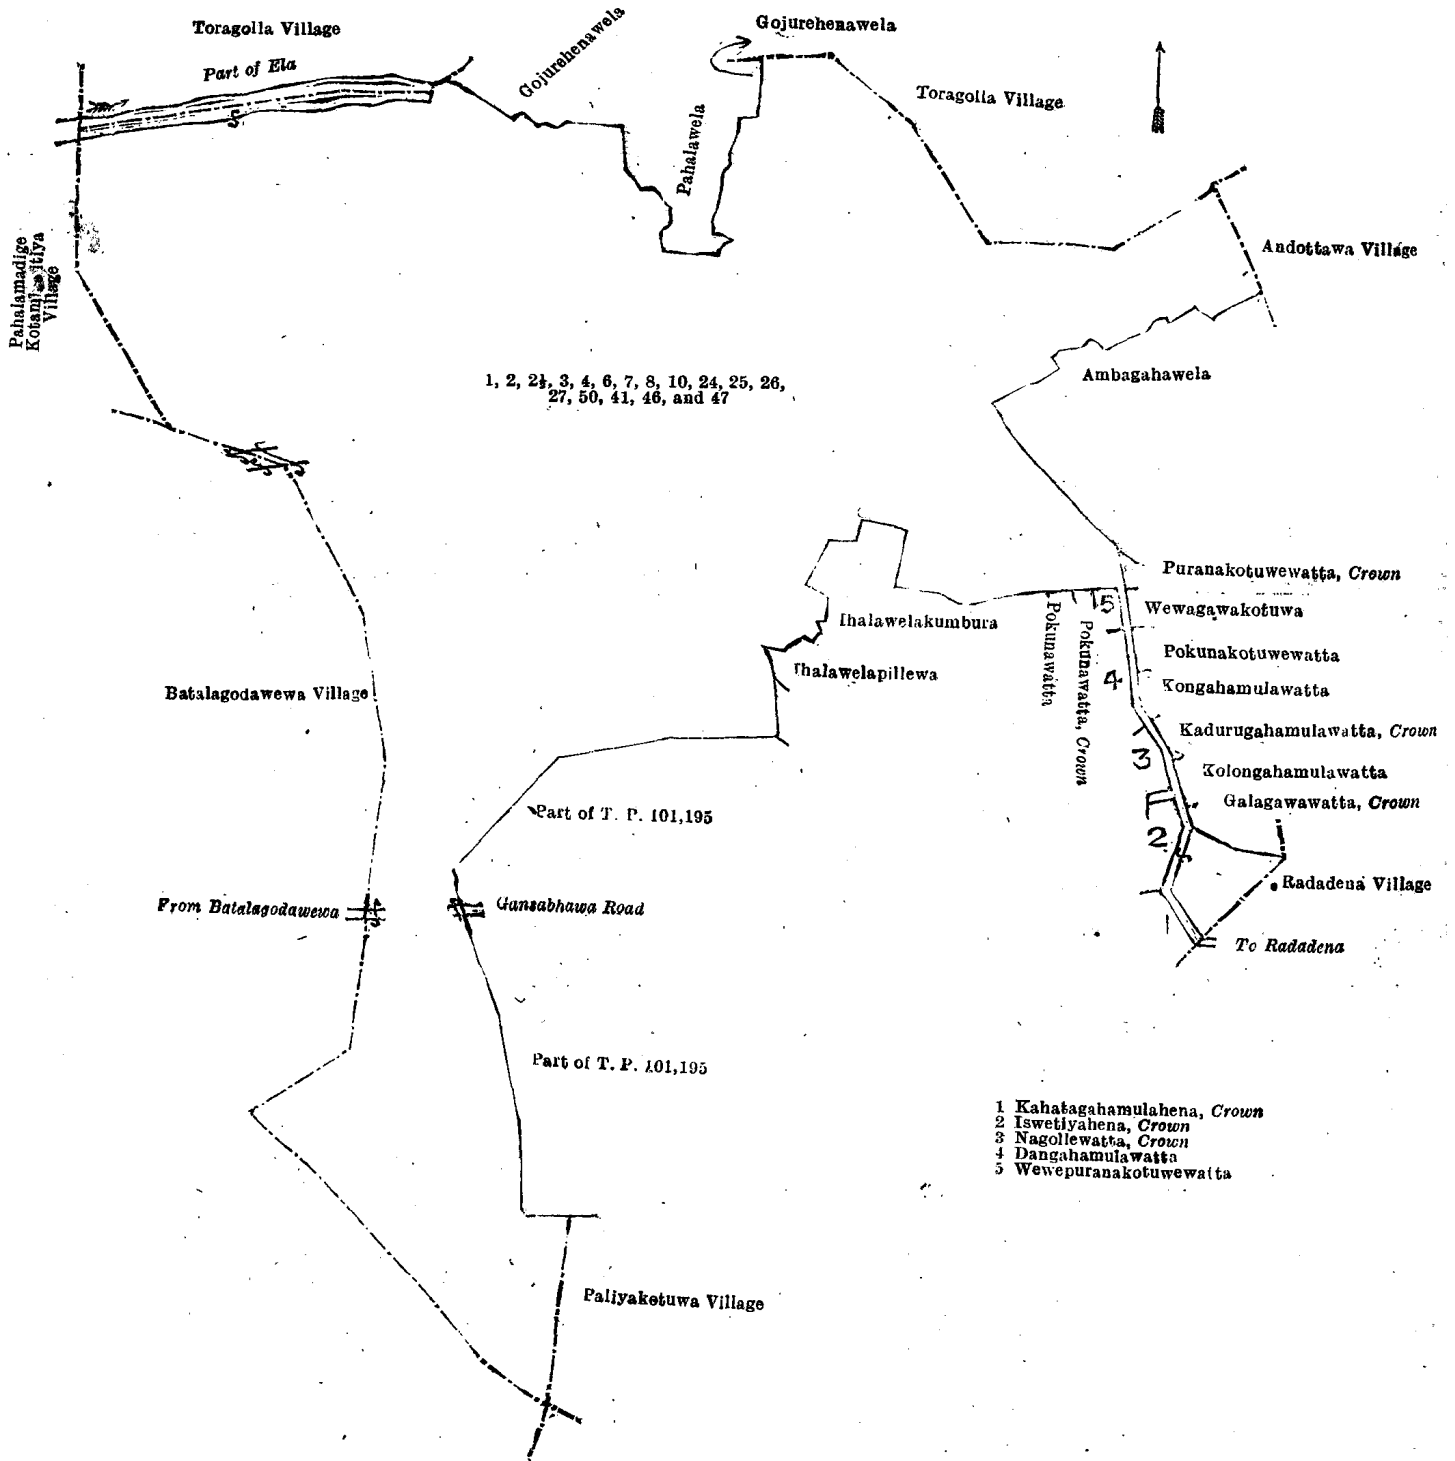 Toragolla Village
Part of Ela
Gojurehenawela
Gojurehenawela
Pahalawela
Toragolla Village
Andottawa Village
Pahalamadige
Village
Ambagahawela
1, 2, 2½, 3, 4, 6, 7, 8, 10, 24, 25, 26,
27, 50, 41, 46, and 47
Puranakotuwewatta, Crown
Wewagawakotuwa
Ihalawelakumbura
Pokunawatta
Pokunawatta, Crown
5
Pokunakotuwewatta
Ihalawelapillewa
4
Kongahamulawatta
Batalagodawewa Village
Kadurugahamulawatta, Crown
3
Kolongahamulawatta
Galagawawatta, Crown
Part of T. P. 101,195
2
Radadena Village
From Batalagodawewa
Gansabhawa Road
1
To Radadena
Part of T. P. 101,195
1 Kahatagahamulahena, Crown
2 Iswetiyahena, Crown
3 Nagollewatta, Crown
4 Dangahamulawatta
5 Wewepuranakotuwewatta
Paliyakotuwa Village